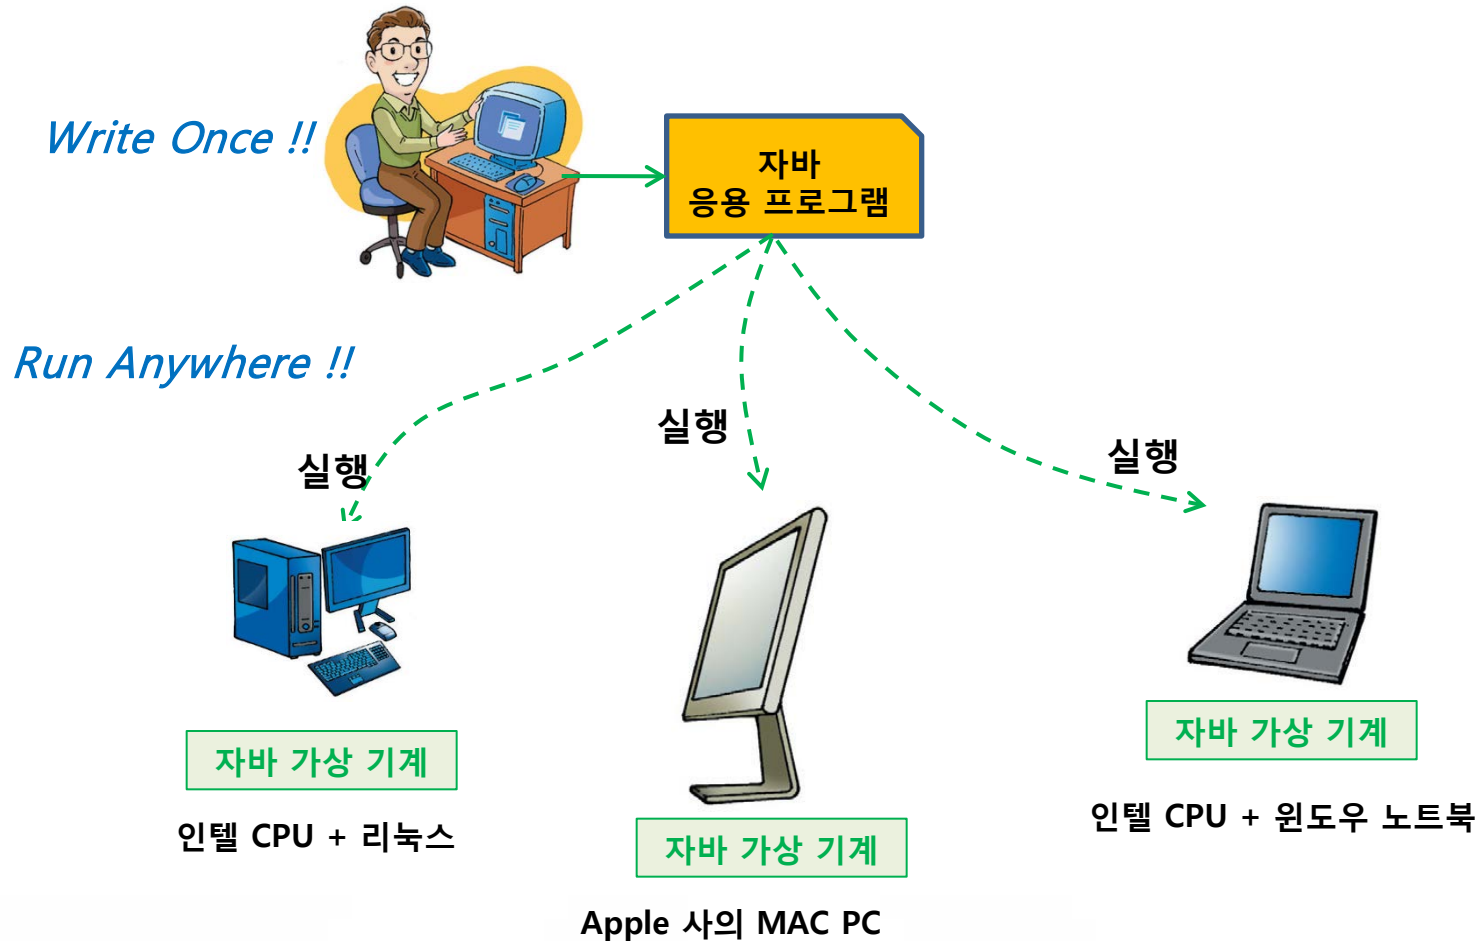 Write Once !!
자바
응용 프로그램
Run Anywhere !!
실행
실행
실행
자바 가상 기계
인텔 CPU + 리눅스
자바 가상 기계
Apple 사의 MAC PC
자바 가상 기계
인텔 CPU + 윈도우 노트북